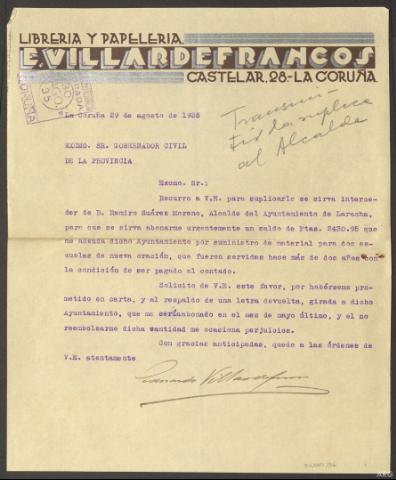 LIBRERIA Y PAPELERIA
E. VILLARDEFRANCOS
CASTELAR, 28-LA CORUÑA
La Coruña 29 de agosto de 1935
Transmi-
tida suplica
al Alcalde
EXCMO. SR. GOBERNADOR CIVIL
DE LA PROVINCIA
Excmo. Sr:
Recurro a V.E. para suplicarle se sirva interce-
der de D. Ramiro Suárez Moreno, Alcalde del Ayuntamiento de Laracha,
para que se sirva abonarme urgentemente un saldo de Ptas. 2430.95 que
me adeuda dicho Ayuntamiento por suministro de material para dos es-
cuelas de nueva creación, que fueron servidas hace más de dos años con
la condición de ser pagado al contado.
Solicito de V.E. este favor, por habérseme pro-
metido en carta, y al respaldo de una letra devuelta, girada a dicho
Ayuntamiento, que me sería abonado en el mes de mayo último, y el no
reembolsarme dicha cantidad me ocasiona perjuicios.
Con gracias anticipadas, quedo a las órdenes de
V.E. atentamente
ARG